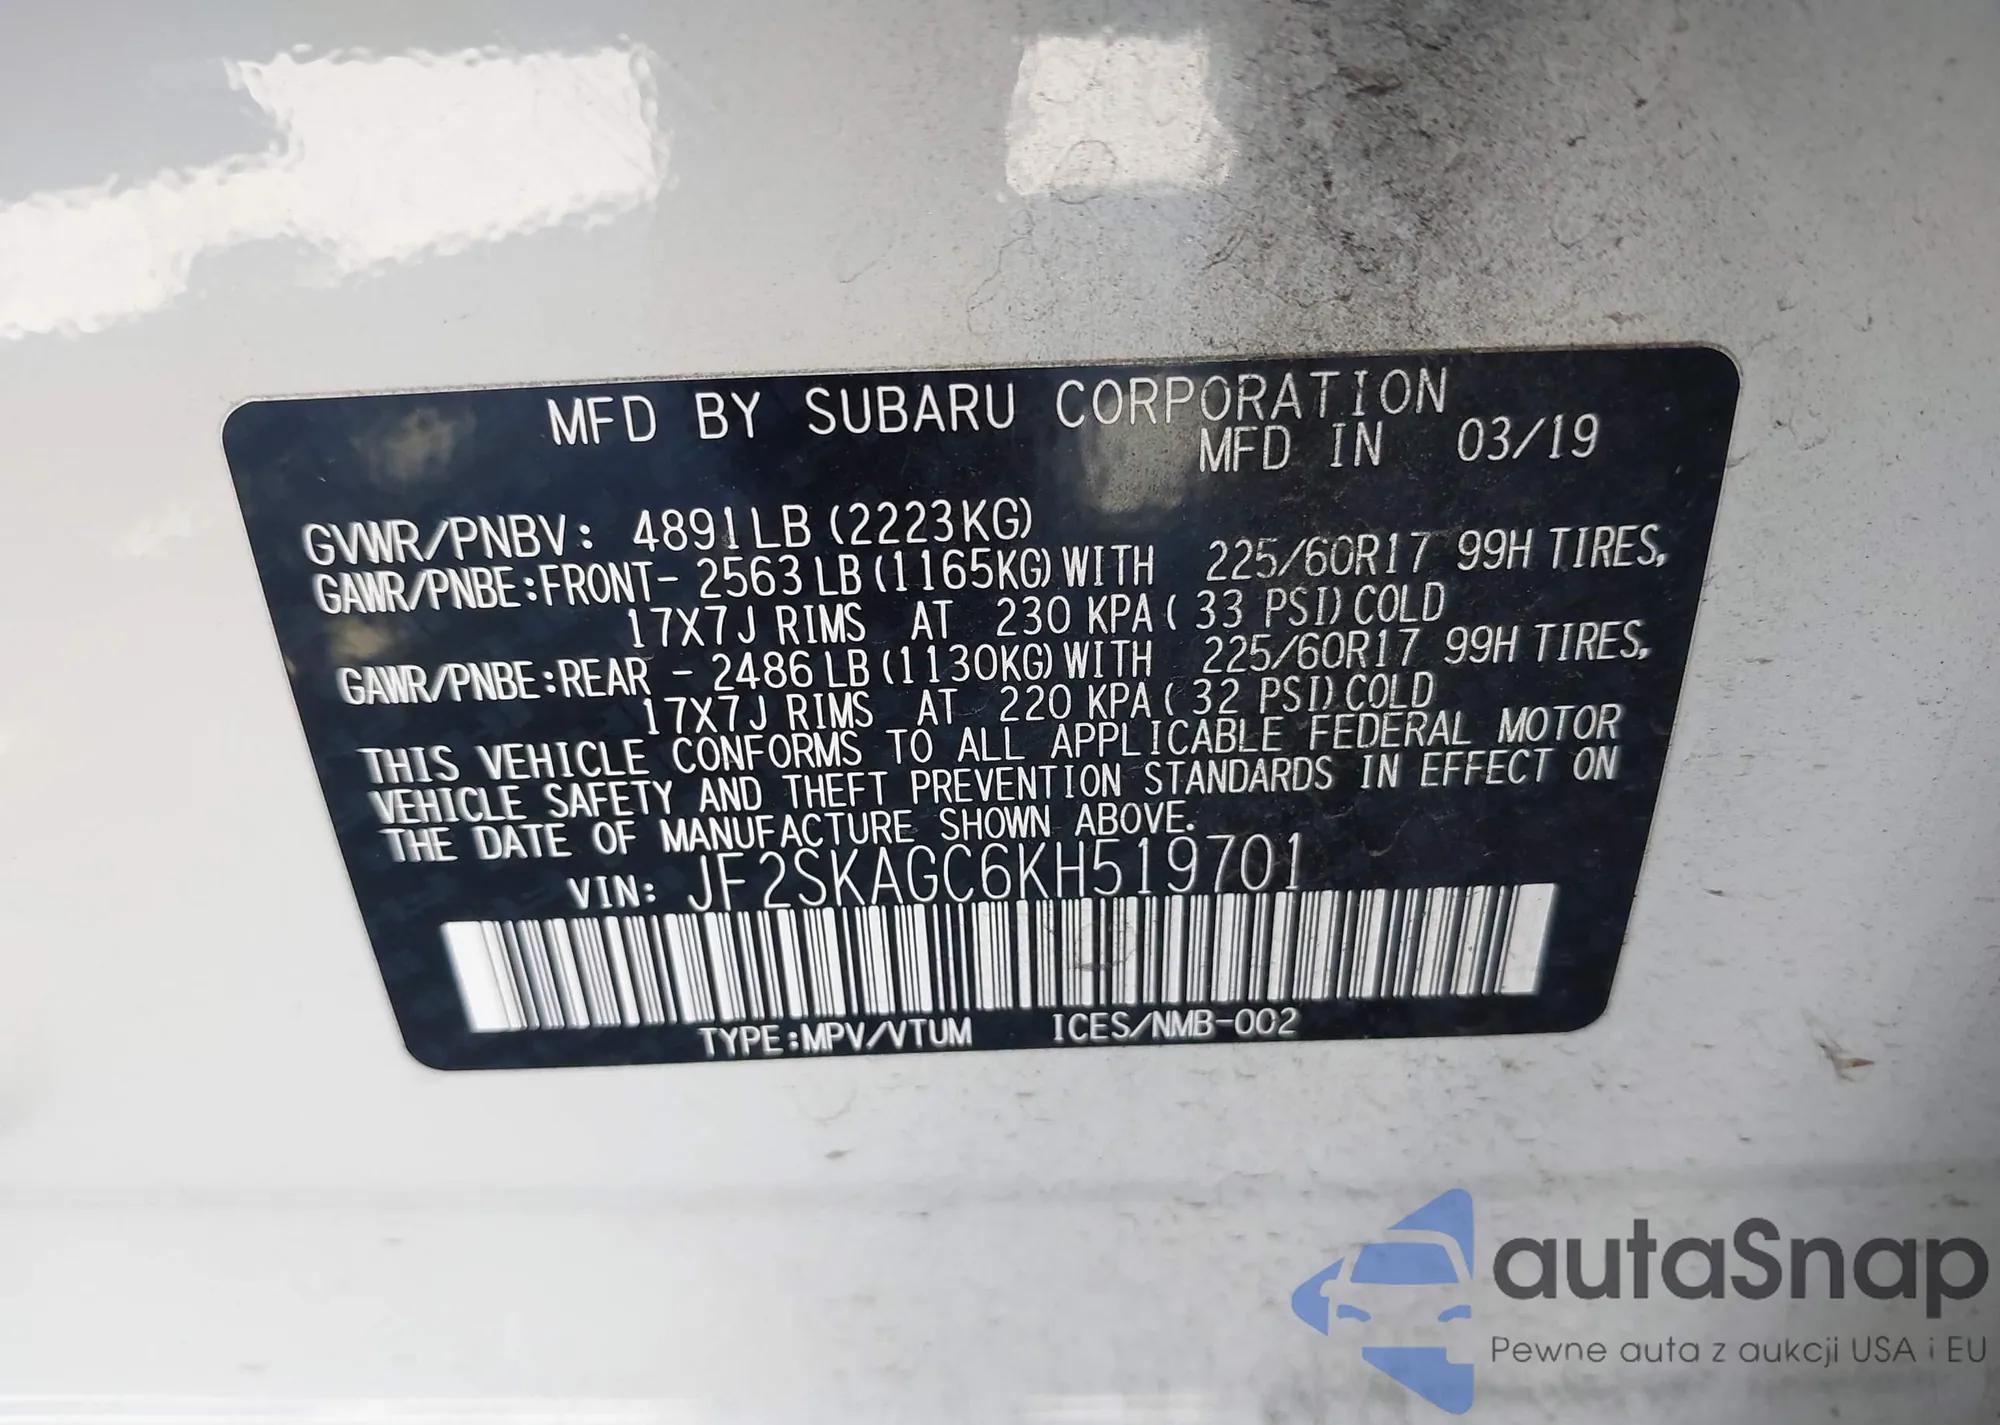 MFD BY SUBARU CORPORATION
MFD IN 03/19
GVWR/PNBV: 4891LB (2223KG)
GAWR/PNBE:FRONT- 2563LB(1165KG)WITH 225/60R17 99H TIRES,
17X7J RIMS AT 230 KPA( 33 PSI)COLD
GAWR/PNBE:REAR - 2486LB(1130KG)WITH 225/60R17 99H TIRES,
17X7J RIMS AT 220 KPA( 32 PSI)COLD
THIS VEHICLE CONFORMS TO ALL APPLICABLE FEDERAL MOTOR
VEHICLE SAFETY AND THEFT PREVENTION STANDARDS IN EFFECT ON
THE DATE OF MANUFACTURE SHOWN ABOVE.
VIN: JF2SKAGC6KH519701
TYPE:MPV/VTUM ICES/NMB-002
autaSnap
Pewne auta z aukcji USA i EU